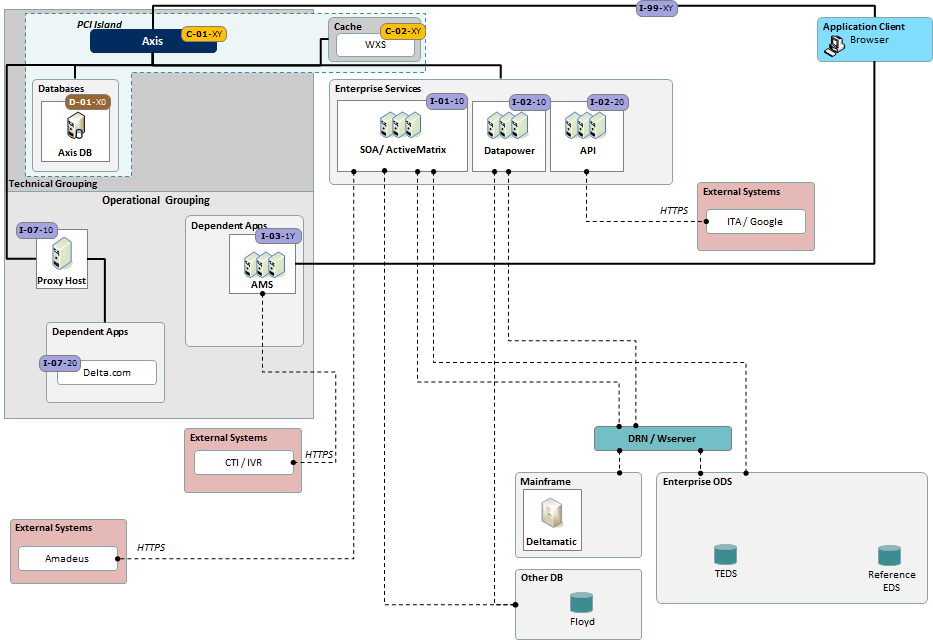 I-99-XY
PCI Island
Axis
C-01-XY
Cache
C-02-XY
WXS
Application Client
Browser
Databases
D-01-X0
Axis DB
Enterprise Services
I-01-10
SOA/ ActiveMatrix
I-02-10
Datapower
I-02-20
API
Technical Grouping
Operational Grouping
External Systems
HTTPS
ITA / Google
I-07-10
Proxy Host
Dependent Apps
I-03-1Y
AMS
Dependent Apps
I-07-20
Delta.com
External Systems
CTI / IVR
HTTPS
DRN / Wserver
Mainframe
Deltamatic
Enterprise ODS
TEDS
Reference
EDS
External Systems
Amadeus
HTTPS
Other DB
Floyd